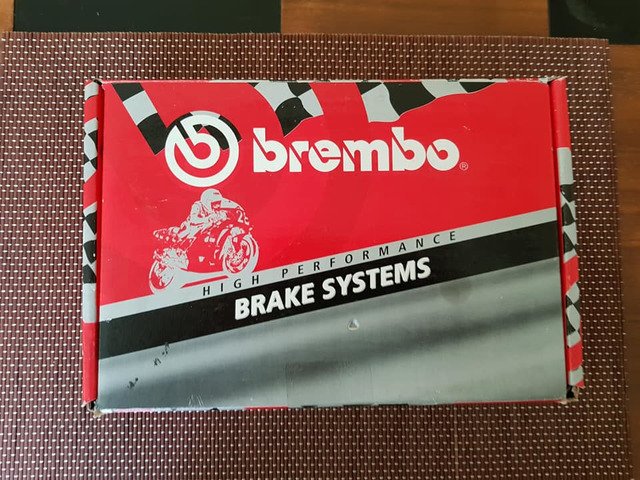 brembo®
HIGH PERFORMANCE
BRAKE SYSTEMS